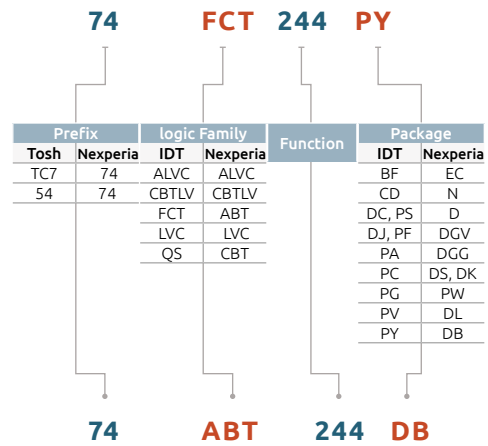 74 FCT 244 PY
Prefix logic Family Function Package
Tosh Nexperia IDT Nexperia IDT Nexperia
TC7 74 ALVC ALVC BF EC
54 74 CBTLV CBTLV CD N
FCT ABT DC, PS D
LVC LVC DJ, PF DGV
QS CBT PA DGG
PC DS, DK
PG PW
PV DL
PY DB
74 ABT 244 DB